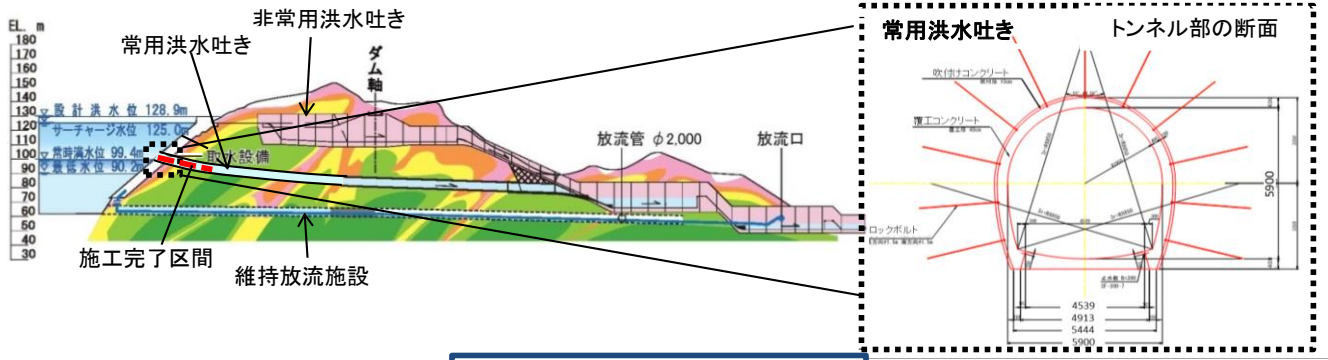 EL. m
180
170
160
150
140
130
120
110
100
90
80
70
60
50
40
30
非常用洪水吐き
常用洪水吐き
ダム軸
設計洪水位 128.9m
サーチャージ水位 125.0m
常時満水位 99.4m
最低水位 90.2m
取水設備
放流管 φ2,000
放流口
施工完了区間
維持放流施設
常用洪水吐き
トンネル部の断面
吹付けコンクリート
覆工コンクリート
ロックボルト
5900
4539
4913
5444
5900